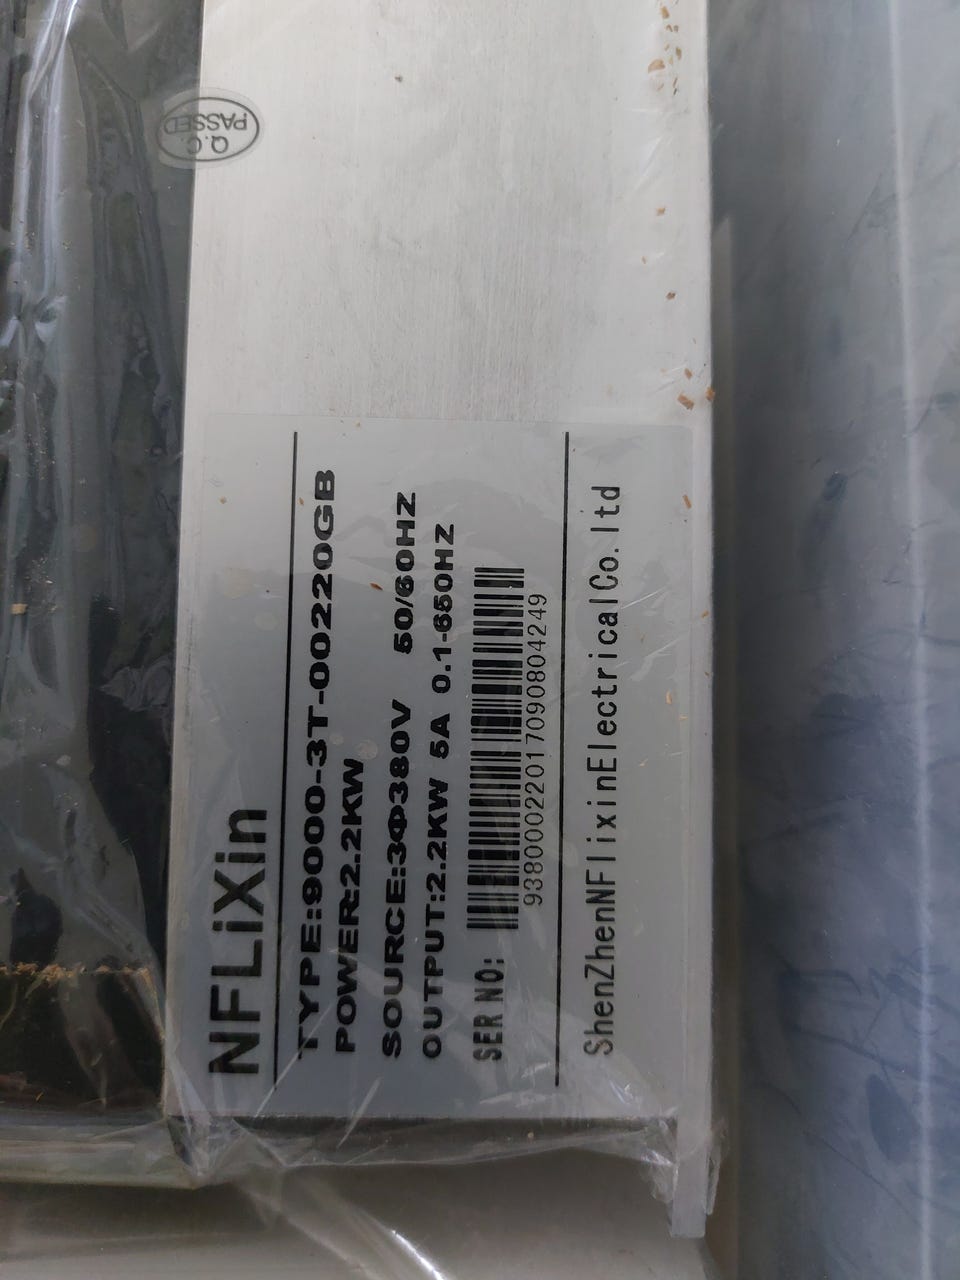 NFLiXin
TYPE:9000-3T-00220GB
POWER:2.2KW
SOURCE:3Φ380V 50/60HZ
OUTPUT:2.2KW 5A 0.1-650HZ
SER NO:
93800022017090804249
ShenZhenNFlixinElectricalCo.ltd
Q.C.
PASSED